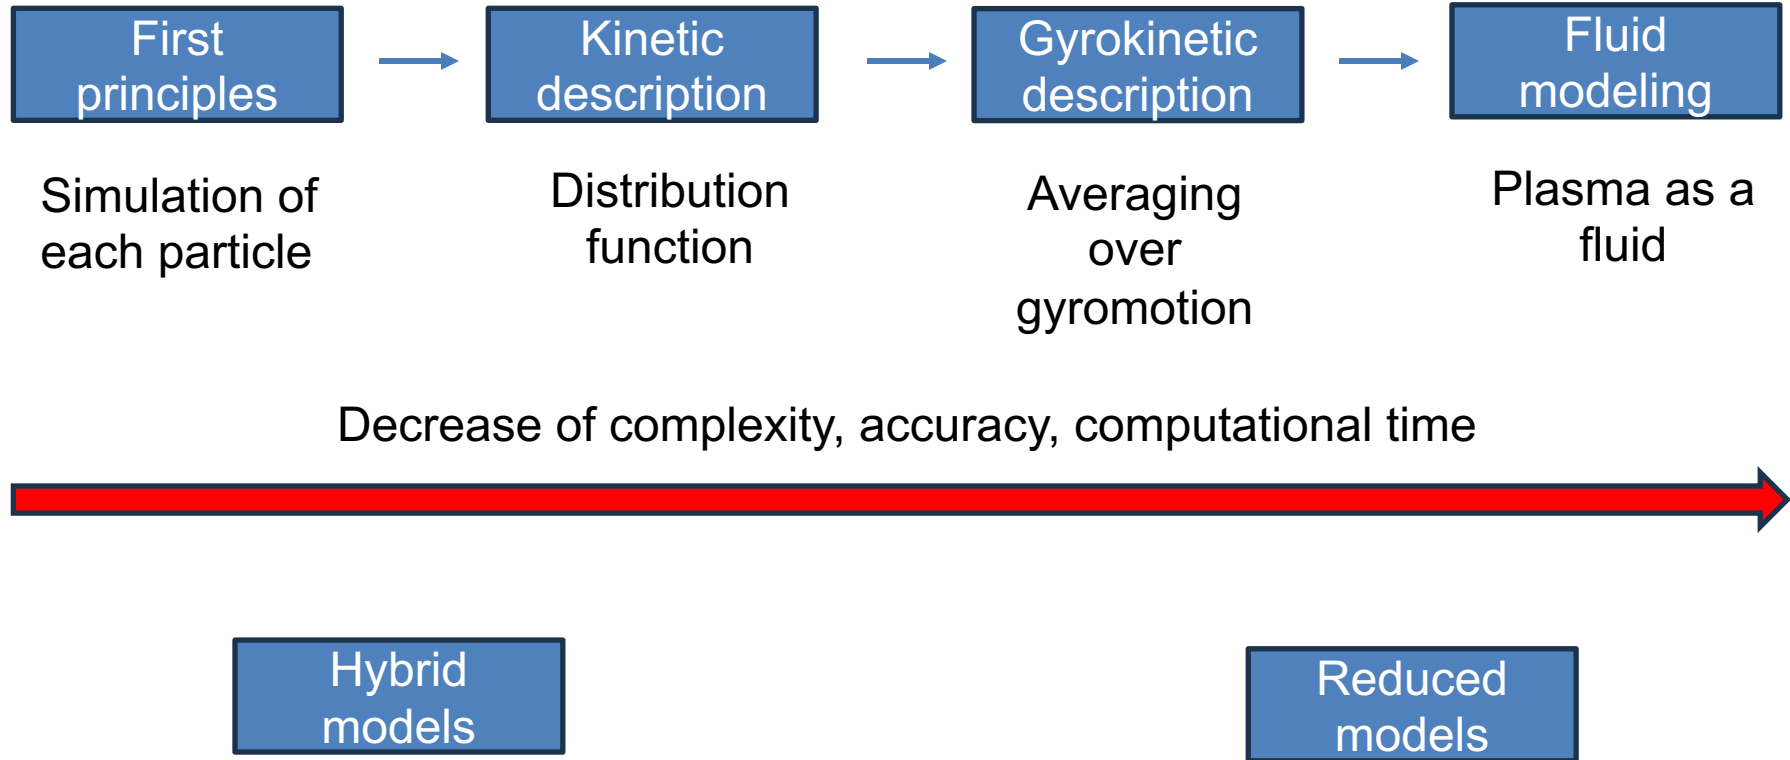 First
principles
Kinetic
description
Gyrokinetic
description
Fluid
modeling
Simulation of
each particle
Distribution
function
Averaging
over
gyromotion
Plasma as a
fluid
Decrease of complexity, accuracy, computational time
Hybrid
models
Reduced
models